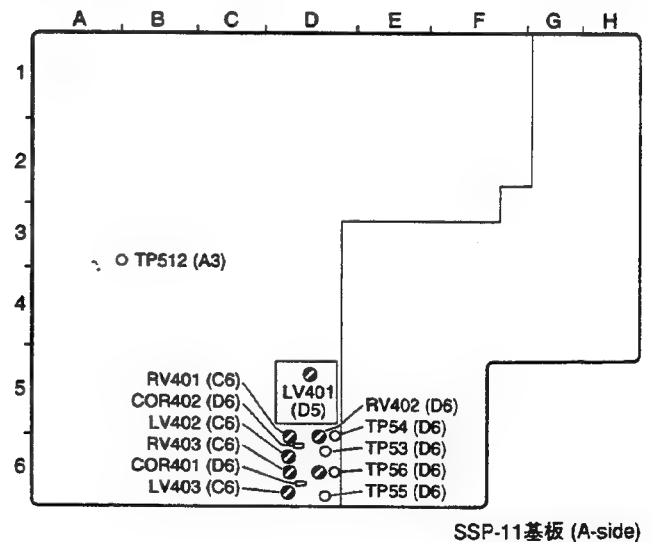 A B C D E F G H
1
2
3
TP512 (A3)
4
5
RV401 (C6)
COR402 (D6)
LV402 (C6)
RV403 (C6)
COR401 (D6)
LV403 (C6)
LV401
(D5)
RV402 (D6)
TP54 (D6)
TP53 (D6)
TP56 (D6)
TP55 (D6)
6
SSP-11基板 (A-side)